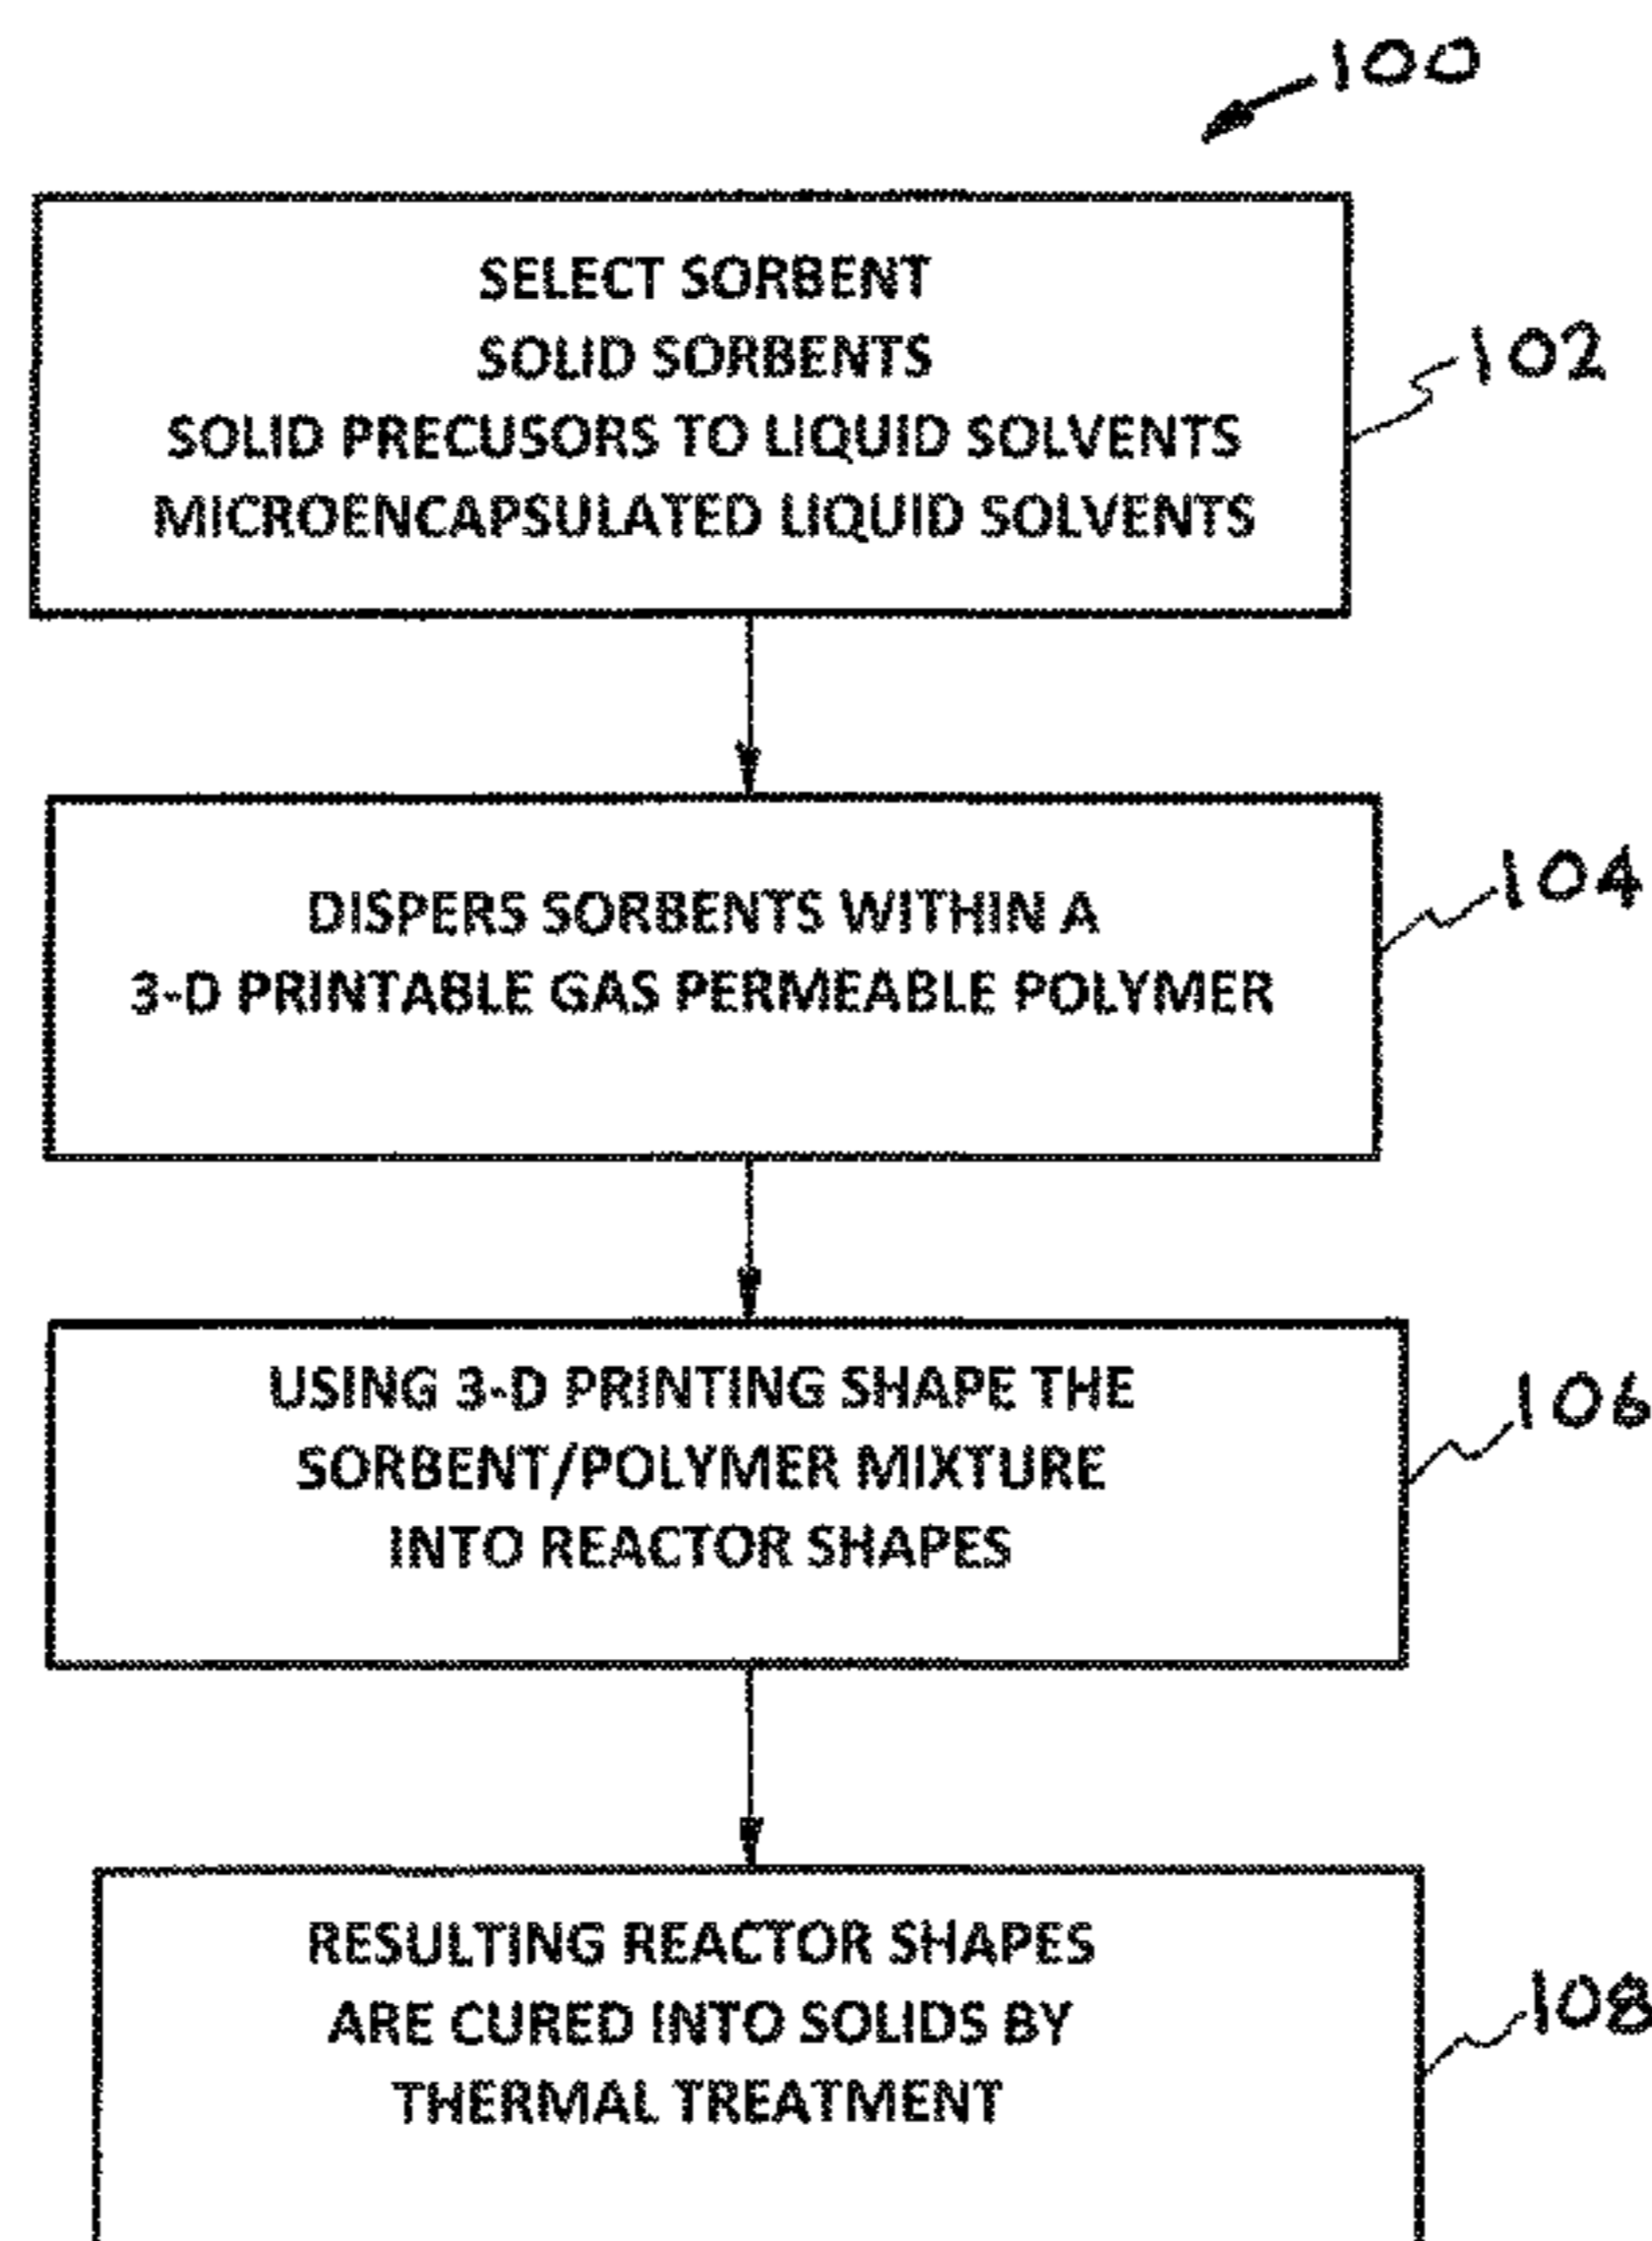 100
SELECT SORBENT
SOLID SORBENTS
SOLID PRECUSORS TO LIQUID SOLVENTS
MICROENCAPSULATED LIQUID SOLVENTS
102
DISPERS SORBENTS WITHIN A
3-D PRINTABLE GAS PERMEABLE POLYMER
104
USING 3-D PRINTING SHAPE THE
SORBENT/POLYMER MIXTURE
INTO REACTOR SHAPES
106
RESULTING REACTOR SHAPES
ARE CURED INTO SOLIDS BY
THERMAL TREATMENT
108